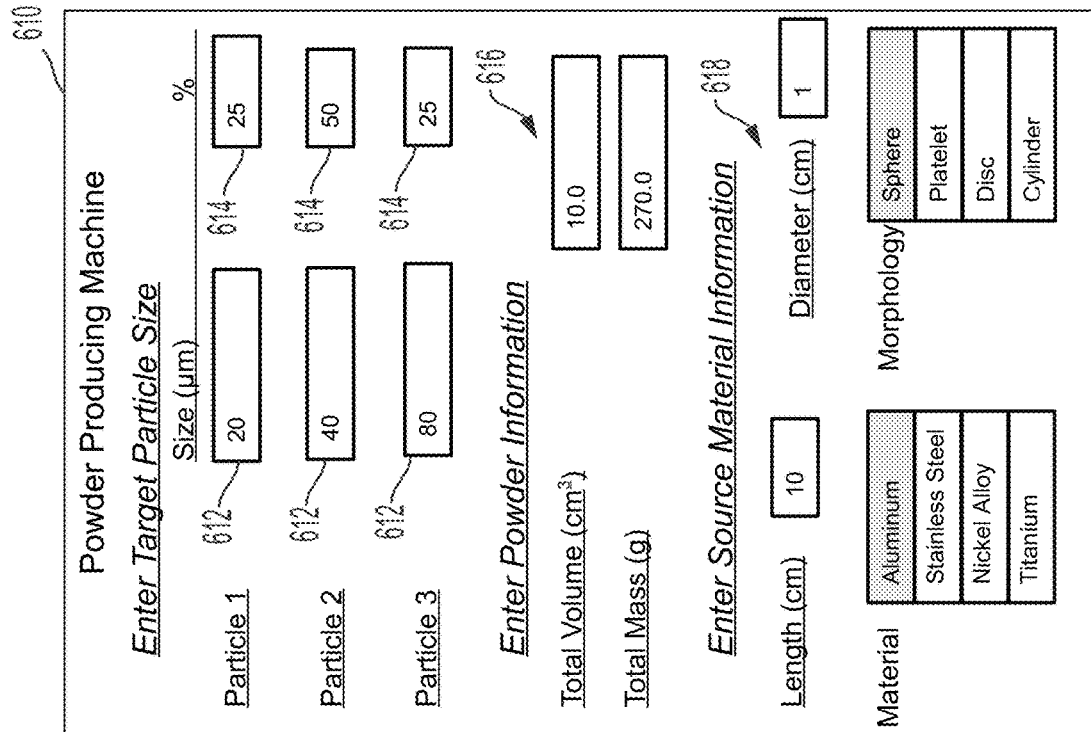 610
Powder Producing Machine
Enter Target Particle Size
Size (μm) %
Particle 1 612 20 614 25
Particle 2 612 40 614 50
Particle 3 612 80 614 25
Enter Powder Information 616
Total Volume (cm³) 10.0
Total Mass (g) 270.0
Enter Source Material Information 618
Length (cm) 10 Diameter (cm) 1
Material Aluminum Morphology Sphere
Stainless Steel Platelet
Nickel Alloy Disc
Titanium Cylinder